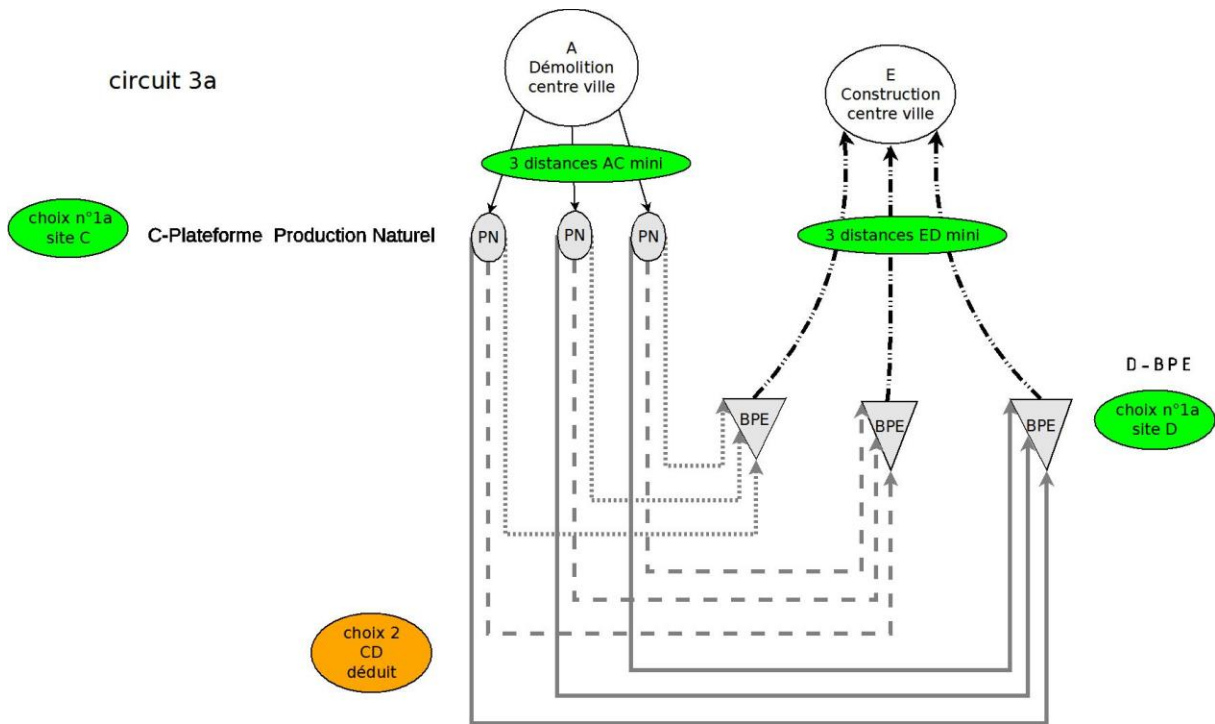 circuit 3a
A
Démolition
centre ville
E
Construction
centre ville
3 distances AC mini
choix n°1a
site C
C-Plateforme Production Naturel
PN
PN
PN
3 distances ED mini
D-BPE
choix n°1a
site D
BPE
BPE
BPE
choix 2
CD
déduit